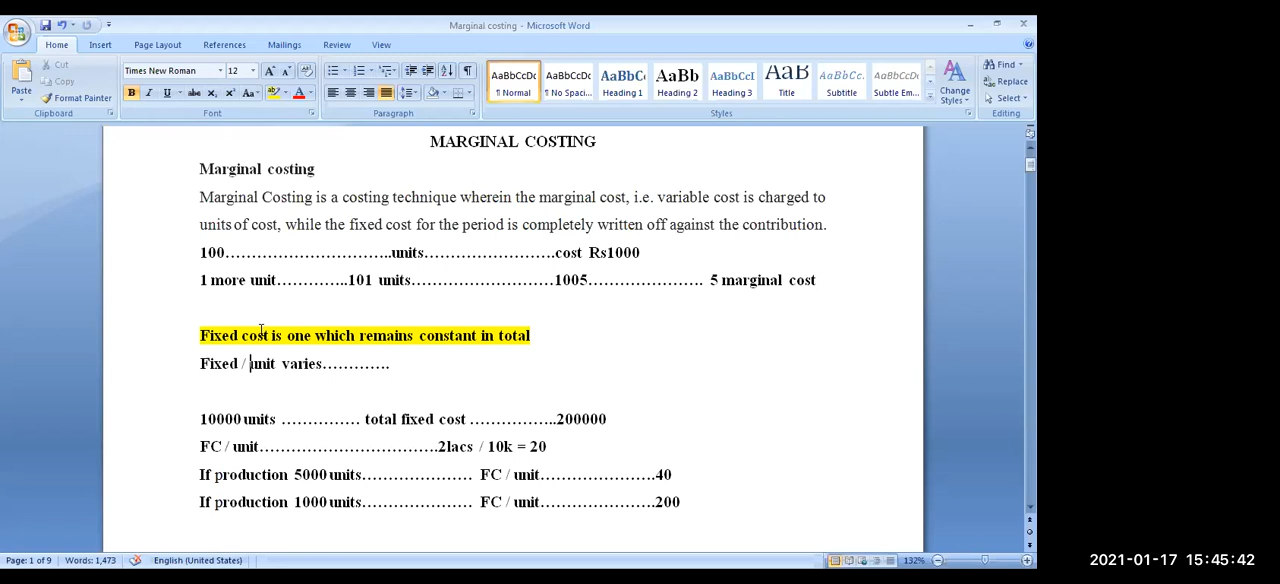 Marginal costing - Microsoft Word
Home Insert Page Layout References Mailings Review View
Paste
Cut
Copy
Format Painter
Clipboard
Times New Roman 12
B I U abc X₂ X² Aa A
Font
Paragraph
AaBbCcDc AaBbCcDc AaBbC AaBb AaBbCcI AaB AaBbCc. AaBbCcDc
¶ Normal ¶ No Spaci... Heading 1 Heading 2 Heading 3 Title Subtitle Subtle Em...
Change Styles
Styles
Find
Replace
Select
Editing
MARGINAL COSTING
Marginal costing
Marginal Costing is a costing technique wherein the marginal cost, i.e. variable cost is charged to
units of cost, while the fixed cost for the period is completely written off against the contribution.
100…………………………..units…………………….cost Rs1000
1 more unit…………..101 units………………………1005…………………. 5 marginal cost
Fixed cost is one which remains constant in total
Fixed / unit varies………….
10000 units …………… total fixed cost ……………..200000
FC / unit…………………………….2lacs / 10k = 20
If production 5000 units………………… FC / unit………………….40
If production 1000 units………………… FC / unit………………….200
Page: 1 of 9 Words: 1,473 English (United States) 132%
2021-01-17 15:45:42